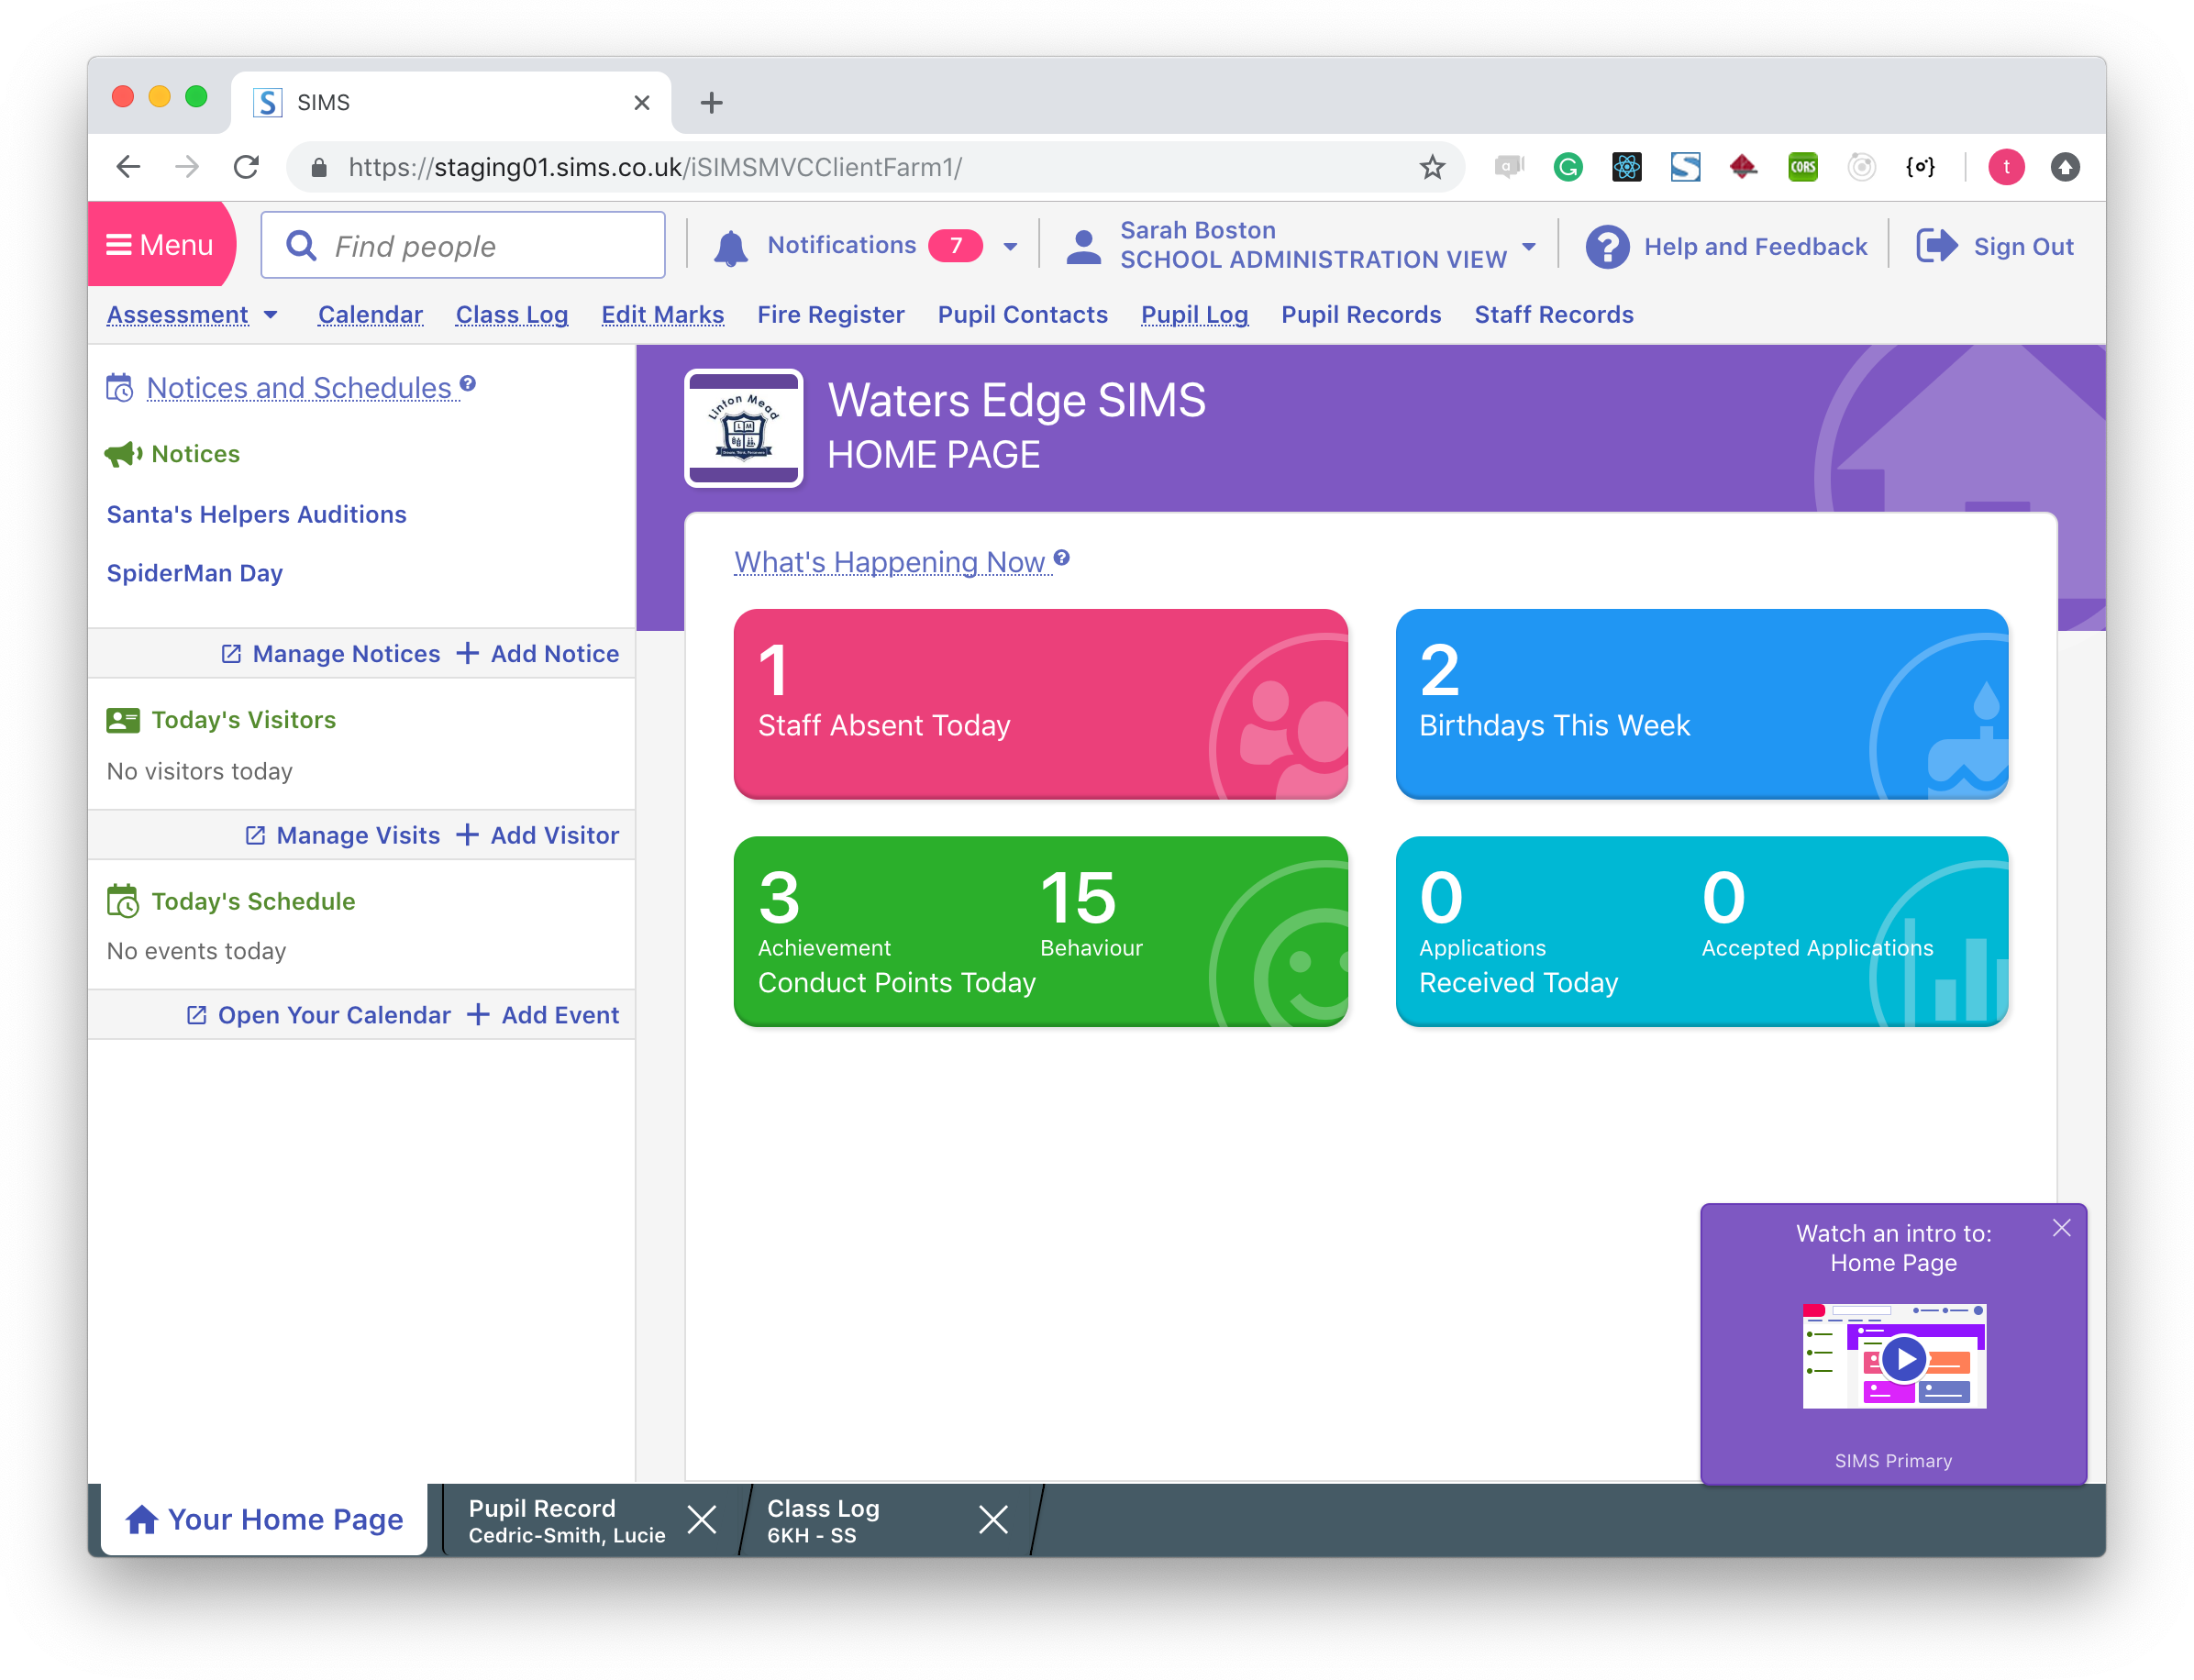 SIMS
https://staging01.sims.co.uk/iSIMSMVCClientFarm1/
CORS
t
Menu
Find people
Notifications 7
Sarah Boston
SCHOOL ADMINISTRATION VIEW
Help and Feedback
Sign Out
Assessment Calendar Class Log Edit Marks Fire Register Pupil Contacts Pupil Log Pupil Records Staff Records
Notices and Schedules
Notices
Santa's Helpers Auditions
SpiderMan Day
Manage Notices + Add Notice
Today's Visitors
No visitors today
Manage Visits + Add Visitor
Today's Schedule
No events today
Open Your Calendar + Add Event
Linton Mead
L M
Waters Edge SIMS
HOME PAGE
What's Happening Now
1
Staff Absent Today
2
Birthdays This Week
3 15
Achievement Behaviour
Conduct Points Today
0 0
Applications Accepted Applications
Received Today
Watch an intro to:
Home Page
SIMS Primary
Your Home Page
Pupil Record
Cedric-Smith, Lucie
Class Log
6KH - SS